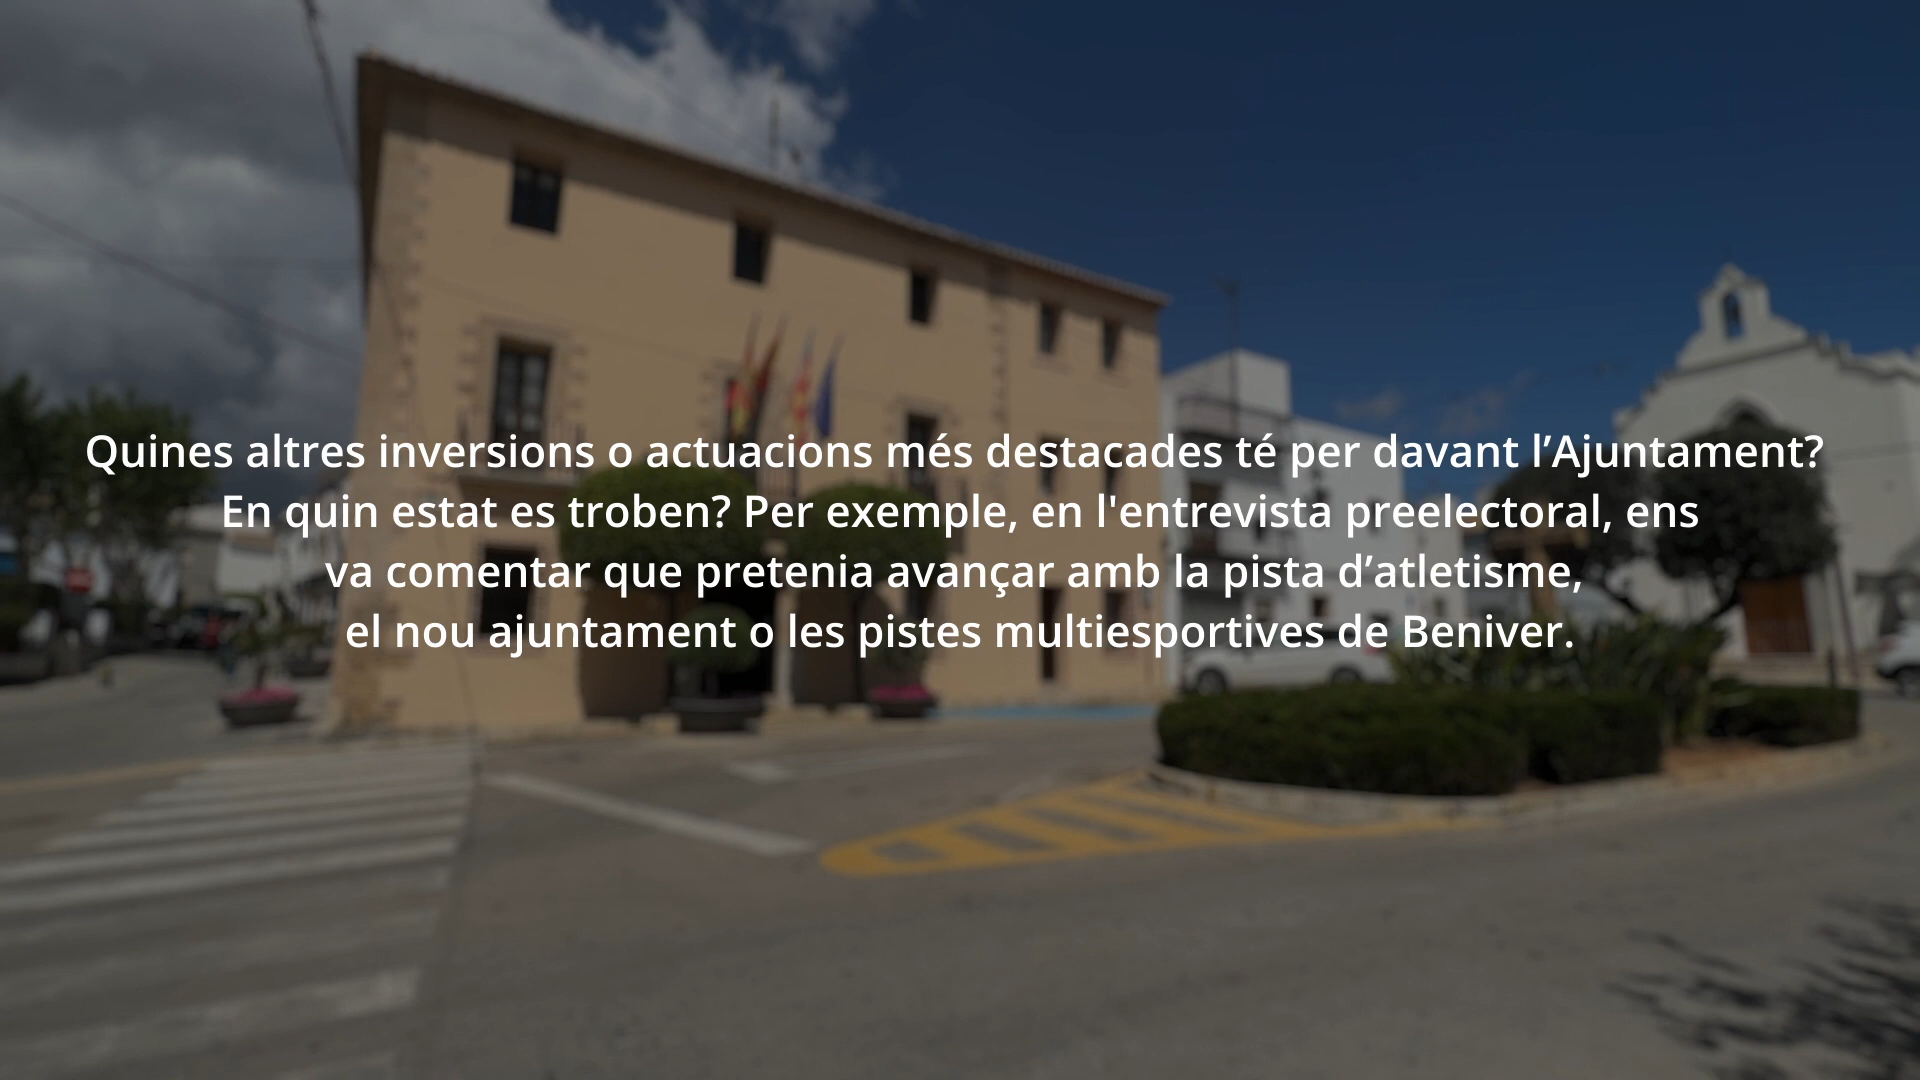 Quines altres inversions o actuacions més destacades té per davant l’Ajuntament?
En quin estat es troben? Per exemple, en l'entrevista preelectoral, ens
va comentar que pretenia avançar amb la pista d’atletisme,
el nou ajuntament o les pistes multiesportives de Beniver.